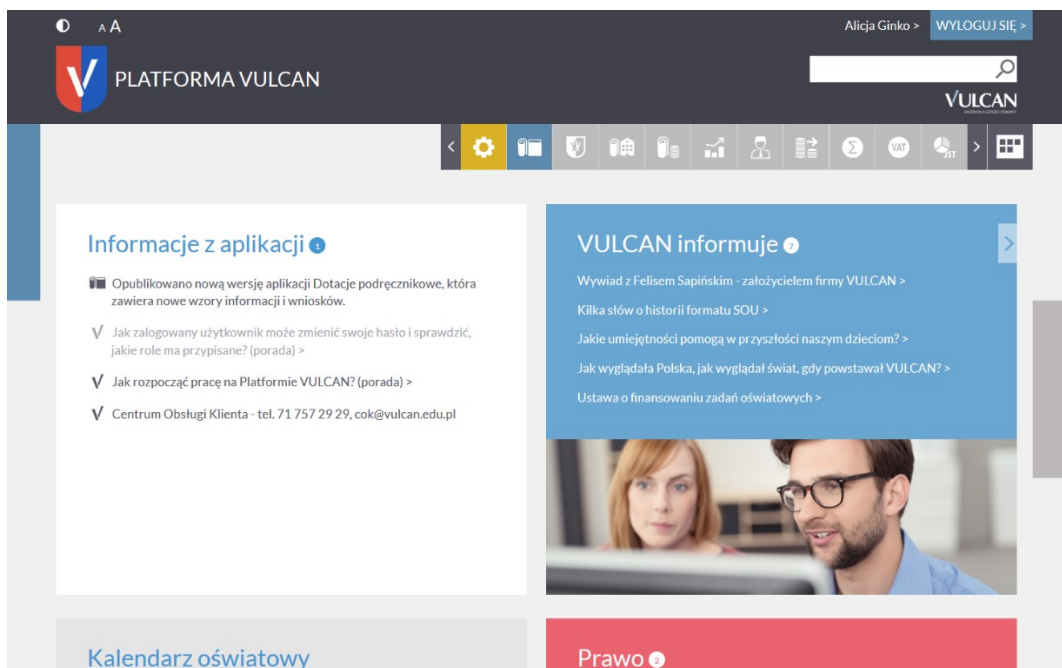 A A
Alicja Ginko >
WYLOGUJ SIĘ >
PLATFORMA VULCAN
VULCAN
Σ
VAT
JST
Informacje z aplikacji 1
Opublikowano nową wersję aplikacji Dotacje podręcznikowe, która
zawiera nowe wzory informacji i wniosków.
Jak zalogowany użytkownik może zmienić swoje hasło i sprawdzić,
jakie role ma przypisane? (porada) >
Jak rozpocząć pracę na Platformie VULCAN? (porada) >
Centrum Obsługi Klienta - tel. 71 757 29 29, cok@vulcan.edu.pl
VULCAN informuje 7
Wywiad z Felisem Sapińskim - założycielem firmy VULCAN >
Kilka słów o historii formatu SOU >
Jakie umiejętności pomogą w przyszłości naszym dzieciom? >
Jak wyglądała Polska, jak wyglądał świat, gdy powstawał VULCAN? >
Ustawa o finansowaniu zadań oświatowych >
Kalendarz oświatowy
Prawo 2